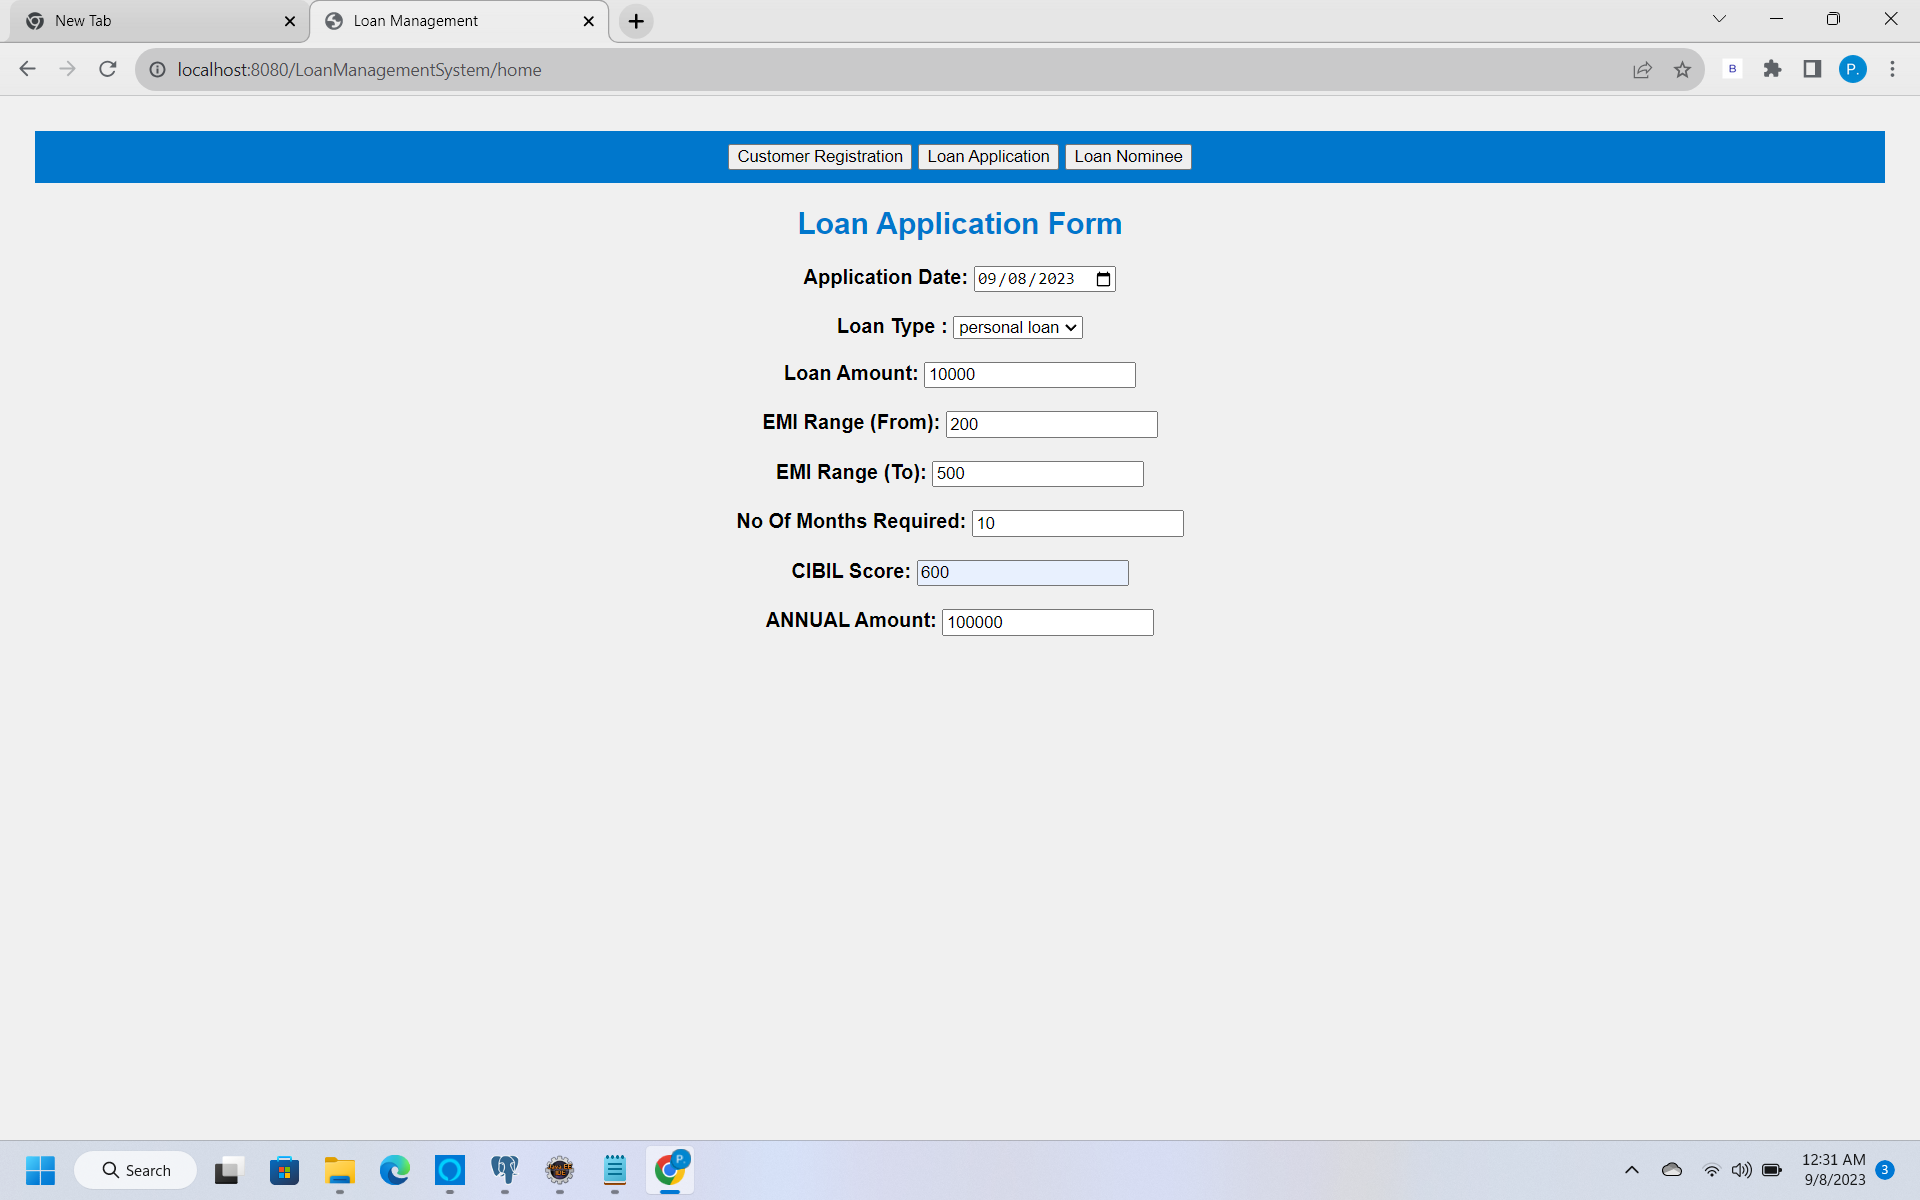 New Tab
Loan Management
localhost:8080/LoanManagementSystem/home
B
P.
Customer Registration Loan Application Loan Nominee
Loan Application Form
Application Date: 09/08/2023
Loan Type : personal loan
Loan Amount: 10000
EMI Range (From): 200
EMI Range (To): 500
No Of Months Required: 10
CIBIL Score: 600
ANNUAL Amount: 100000
Search
P.
12:31 AM
9/8/2023
3